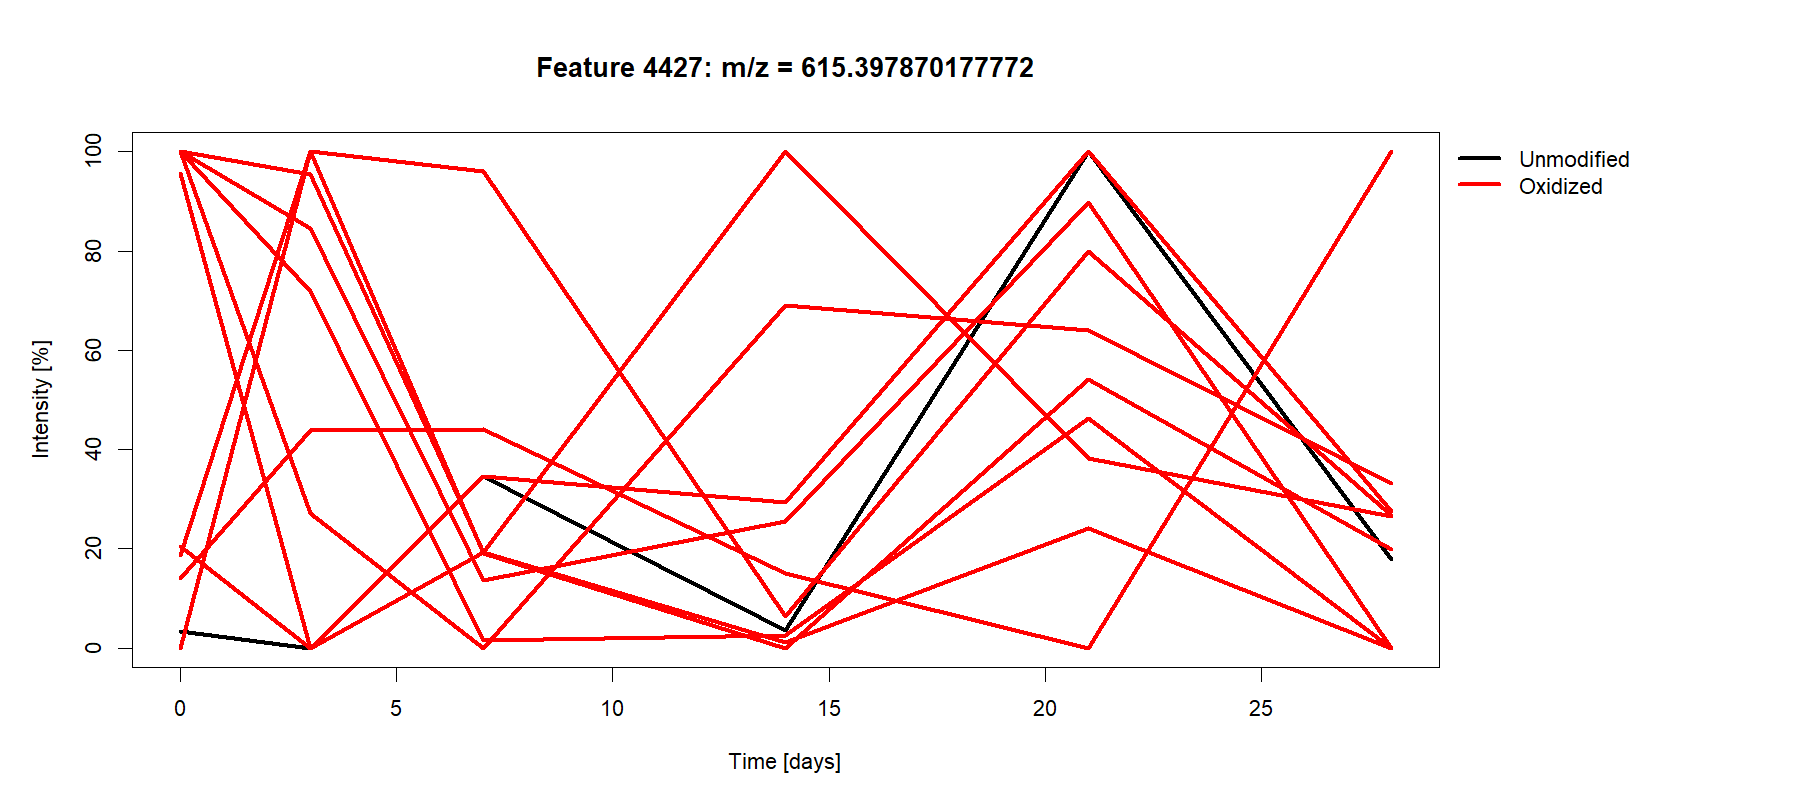 Feature 4427: m/z = 615.397870177772
100
80
60
40
20
0
Intensity [%]
0 5 10 15 20 25
Time [days]
Unmodified
Oxidized